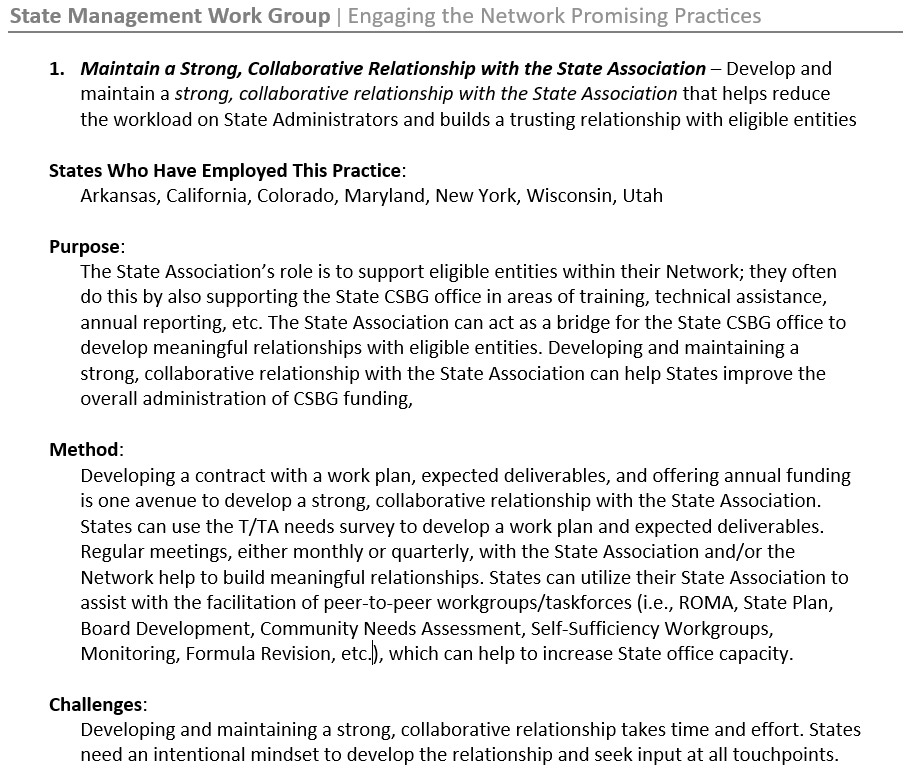 State Management Work Group | Engaging the Network Promising Practices
1. Maintain a Strong, Collaborative Relationship with the State Association – Develop and
maintain a strong, collaborative relationship with the State Association that helps reduce
the workload on State Administrators and builds a trusting relationship with eligible entities
States Who Have Employed This Practice:
Arkansas, California, Colorado, Maryland, New York, Wisconsin, Utah
Purpose:
The State Association’s role is to support eligible entities within their Network; they often
do this by also supporting the State CSBG office in areas of training, technical assistance,
annual reporting, etc. The State Association can act as a bridge for the State CSBG office to
develop meaningful relationships with eligible entities. Developing and maintaining a
strong, collaborative relationship with the State Association can help States improve the
overall administration of CSBG funding,
Method:
Developing a contract with a work plan, expected deliverables, and offering annual funding
is one avenue to develop a strong, collaborative relationship with the State Association.
States can use the T/TA needs survey to develop a work plan and expected deliverables.
Regular meetings, either monthly or quarterly, with the State Association and/or the
Network help to build meaningful relationships. States can utilize their State Association to
assist with the facilitation of peer-to-peer workgroups/taskforces (i.e., ROMA, State Plan,
Board Development, Community Needs Assessment, Self-Sufficiency Workgroups,
Monitoring, Formula Revision, etc.), which can help to increase State office capacity.
Challenges:
Developing and maintaining a strong, collaborative relationship takes time and effort. States
need an intentional mindset to develop the relationship and seek input at all touchpoints.